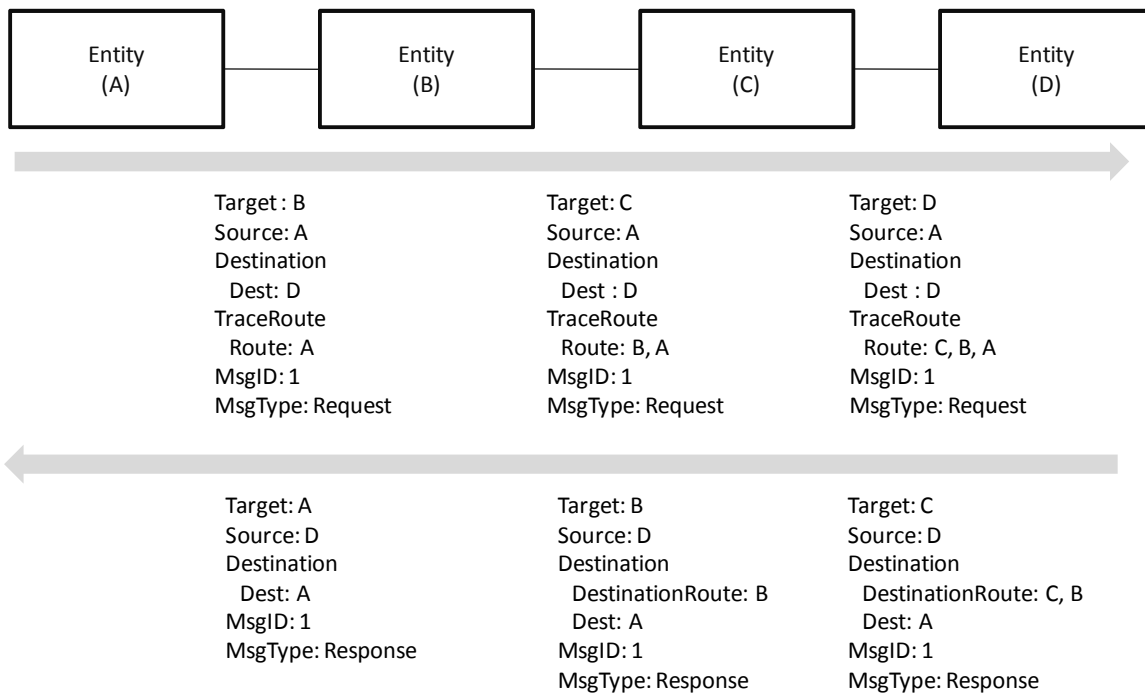 Entity
(A)
Entity
(B)
Entity
(C)
Entity
(D)
Target : B
Source: A
Destination
Dest: D
TraceRoute
Route: A
MsgID: 1
MsgType: Request
Target: C
Source: A
Destination
Dest : D
TraceRoute
Route: B, A
MsgID: 1
MsgType: Request
Target: D
Source: A
Destination
Dest : D
TraceRoute
Route: C, B, A
MsgID: 1
MsgType: Request
Target: A
Source: D
Destination
Dest: A
MsgID: 1
MsgType: Response
Target: B
Source: D
Destination
DestinationRoute: B
Dest: A
MsgID: 1
MsgType: Response
Target: C
Source: D
Destination
DestinationRoute: C, B
Dest: A
MsgID: 1
MsgType: Response